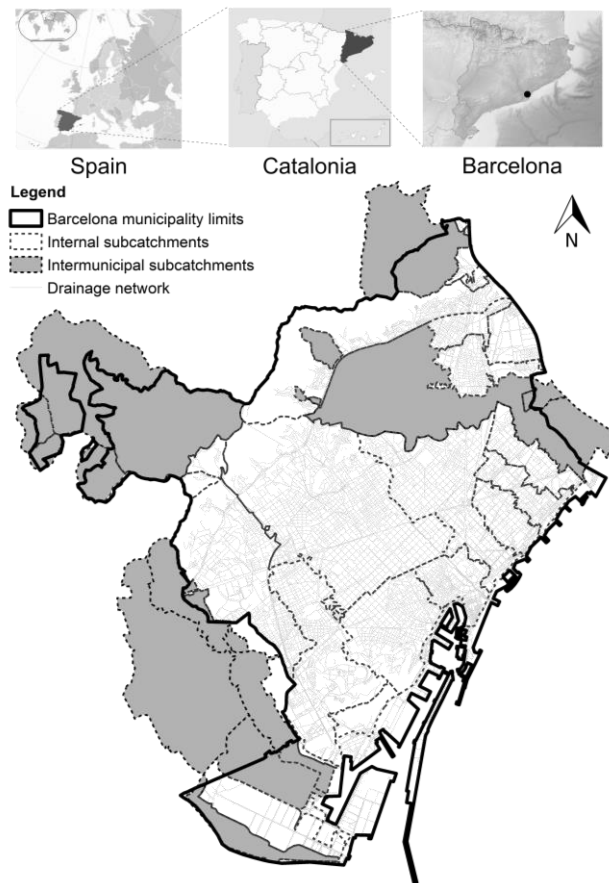 Spain
Catalonia
Barcelona
Legend
Barcelona municipality limits
Internal subcatchments
Intermunicipal subcatchments
Drainage network
N